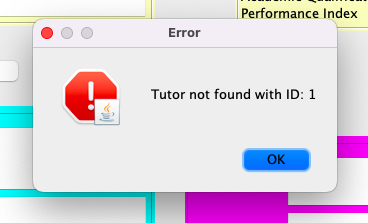 Performance Index
Error
Tutor not found with ID: 1
OK